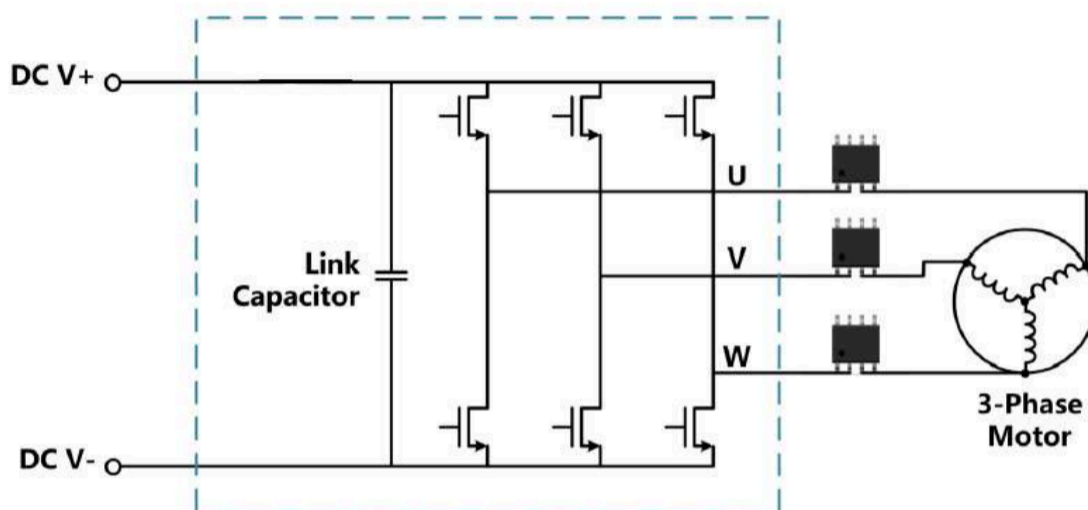 DC V+
U
V
Link
Capacitor
W
3-Phase
Motor
DC V-